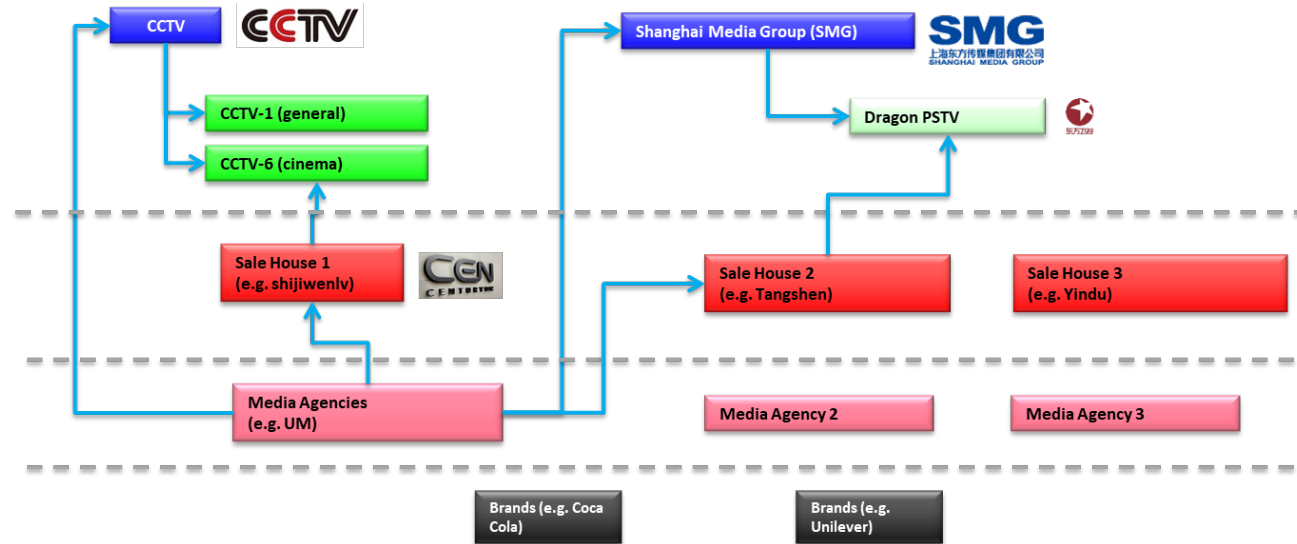 CCTV
CCTV
Shanghai Media Group (SMG)
SMG
上海东方传媒集团有限公司
SHANGHAI MEDIA GROUP
CCTV-1 (general)
Dragon PSTV
CCTV-6 (cinema)
Sale House 1
(e.g. shijiwenlv)
CEN
Sale House 2
(e.g. Tangshen)
Sale House 3
(e.g. Yindu)
Media Agencies
(e.g. UM)
Media Agency 2
Media Agency 3
Brands (e.g. Coca
Cola)
Brands (e.g.
Unilever)